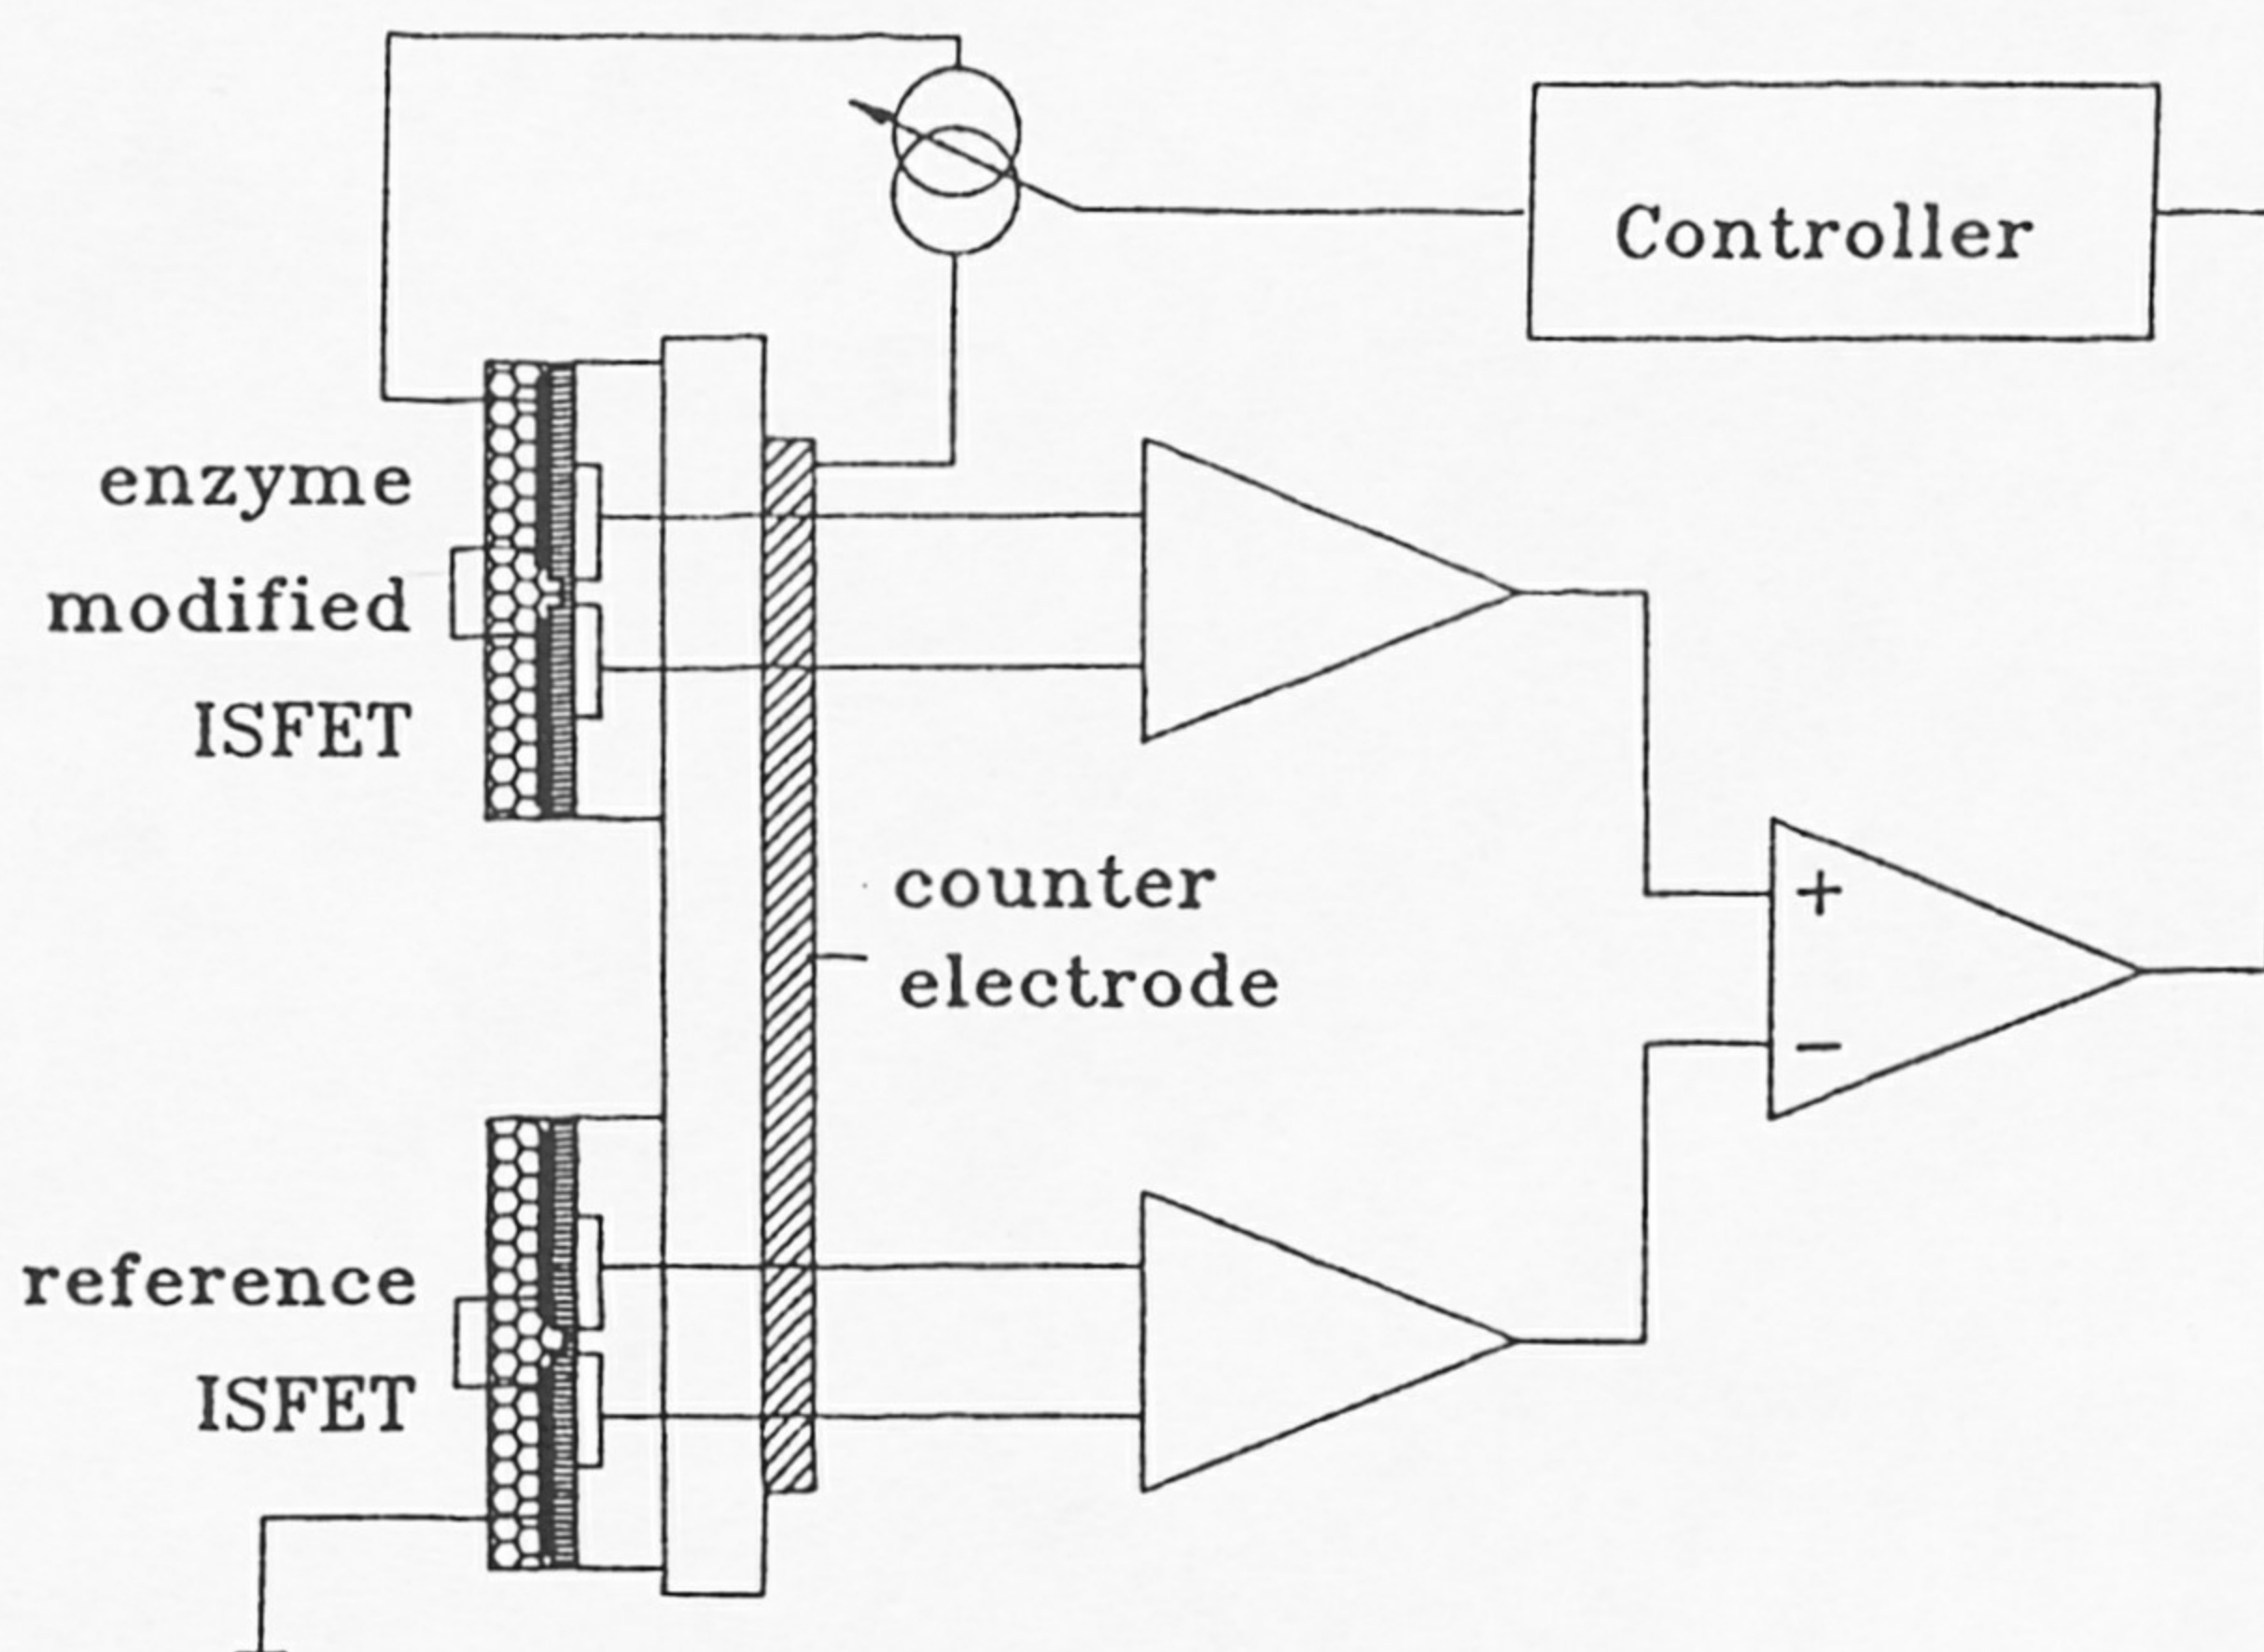 Controller
enzyme
modified
ISFET
counter
electrode
+
−
reference
ISFET